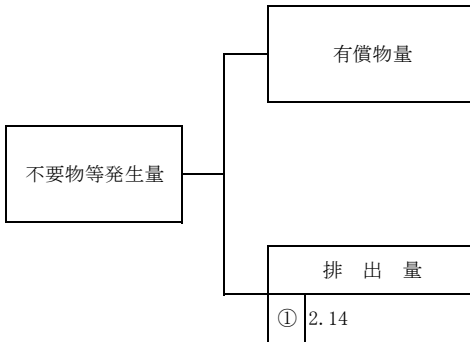 有償物量
不要物等発生量
排 出 量
① 2.14